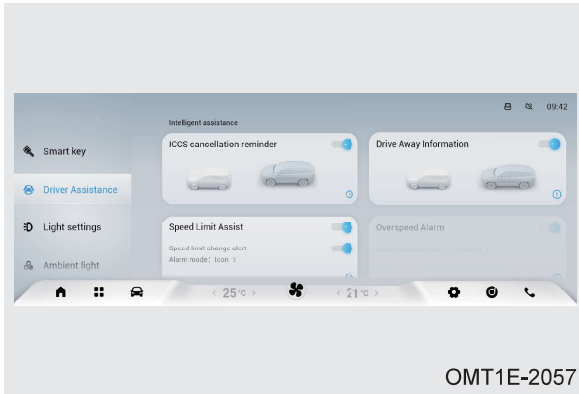 09:42
Intelligent assistance
Smart key
ICCS cancellation reminder
Drive Away Information
Driver Assistance
Light settings
Speed Limit Assist
Overspeed Alarm
Speed limit change alert
Alarm mode: Icon >
Ambient light
< 25°C >
< 21°C >
OMT1E-2057